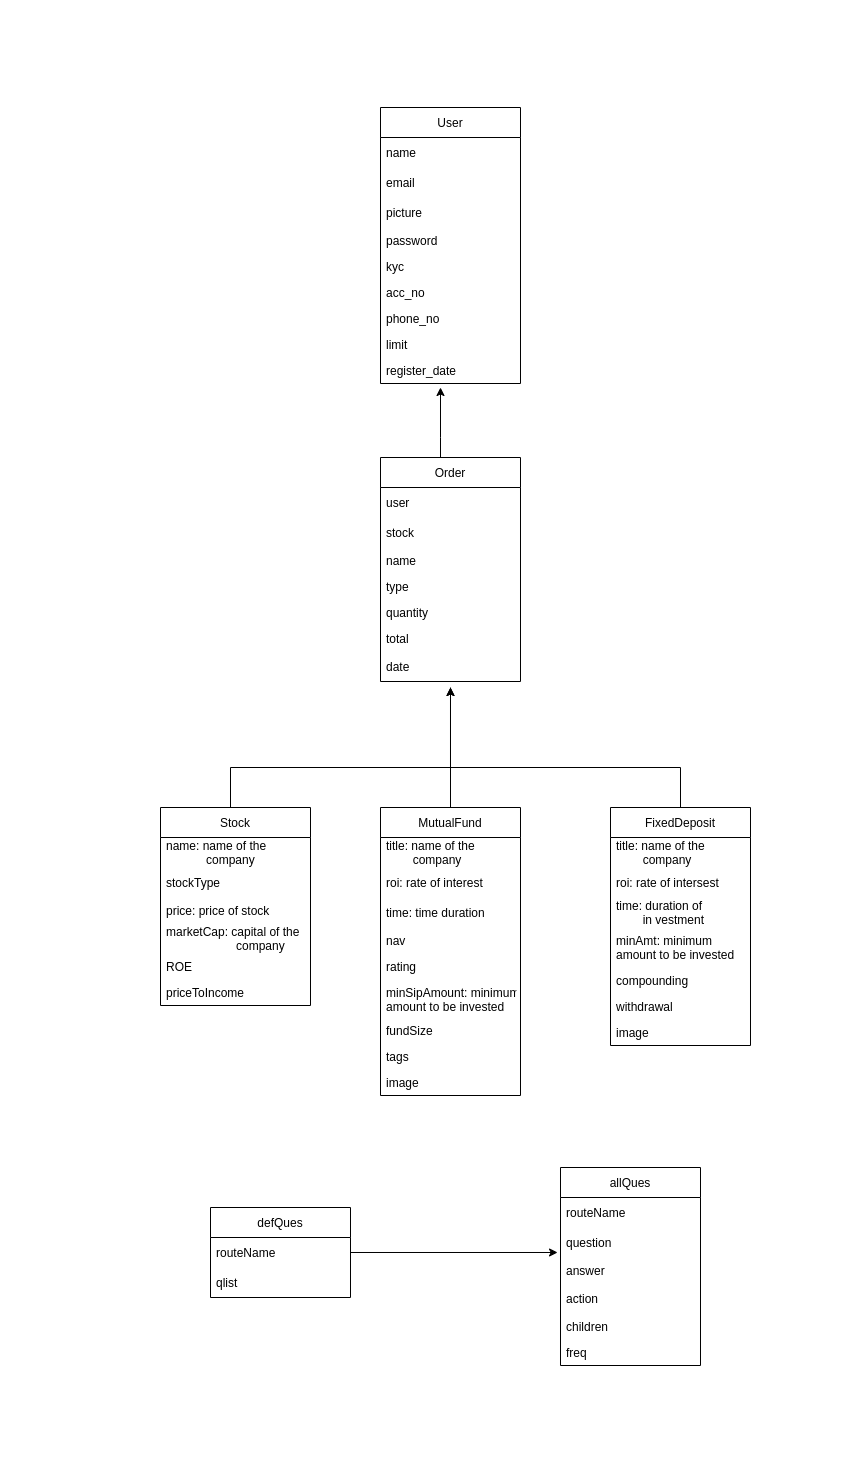 User
name
email
picture
password
kyc
acc_no
phone_no
limit
register_date
Order
user
stock
name
type
quantity
total
date
Stock
name: name of the
company
stockType
price: price of stock
marketCap: capital of the
company
ROE
priceToIncome
MutualFund
title: name of the
company
roi: rate of interest
time: time duration
nav
rating
minSipAmount: minimum
amount to be invested
fundSize
tags
image
FixedDeposit
title: name of the
company
roi: rate of intersest
time: duration of
in vestment
minAmt: minimum
amount to be invested
compounding
withdrawal
image
defQues
routeName
qlist
allQues
routeName
question
answer
action
children
freq